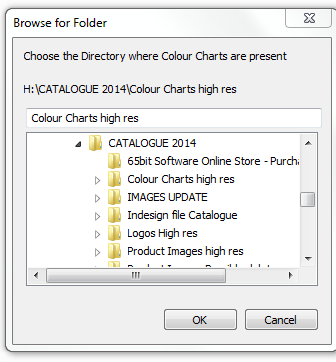 Browse for Folder
Choose the Directory where Colour Charts are present
H:\CATALOGUE 2014\Colour Charts high res
Colour Charts high res
CATALOGUE 2014
65bit Software Online Store - Purcha
Colour Charts high res
IMAGES UPDATE
Indesign file Catalogue
Logos High res
Product Images high res
OK Cancel